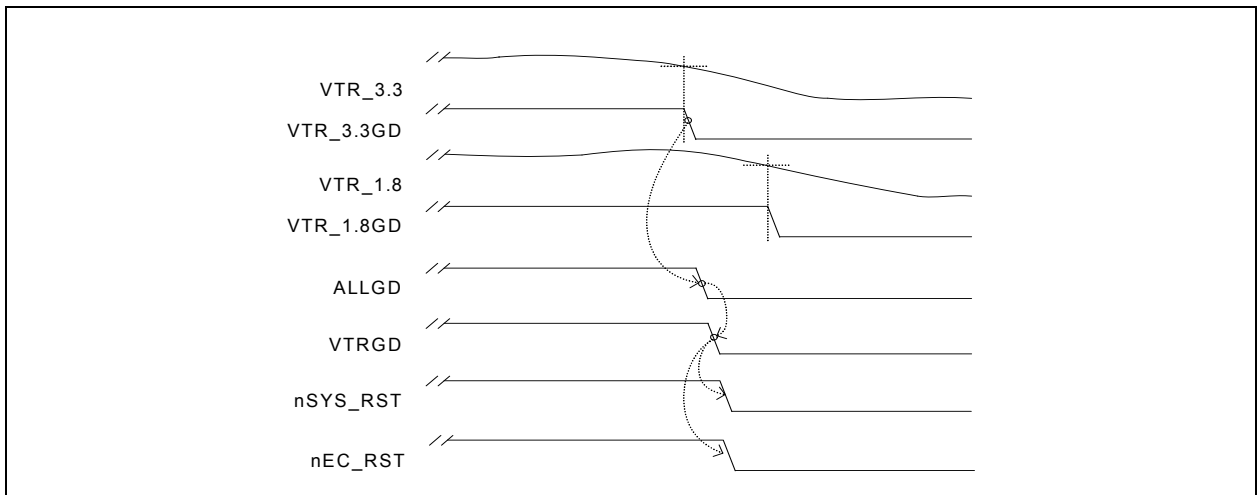 VTR_3.3
VTR_3.3GD
VTR_1.8
VTR_1.8GD
ALLGD
VTRGD
nSYS_RST
nEC_RST